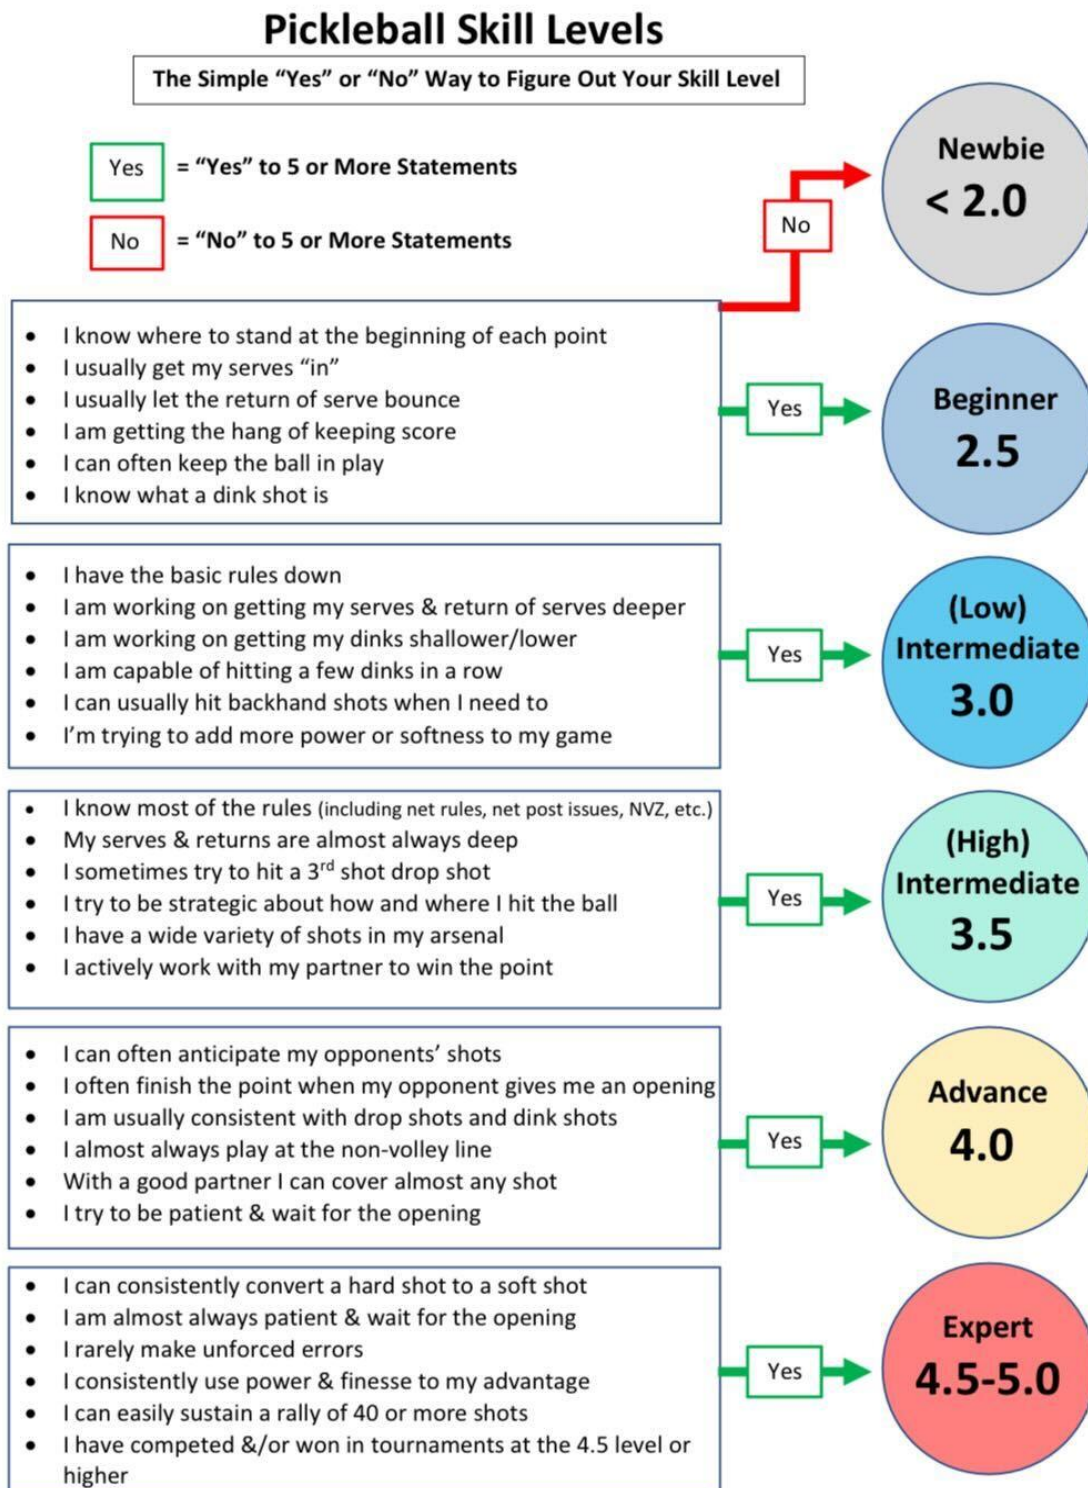 Pickleball Skill Levels
The Simple “Yes” or “No” Way to Figure Out Your Skill Level
Yes
= “Yes” to 5 or More Statements
No
= “No” to 5 or More Statements
No
Newbie
< 2.0
• I know where to stand at the beginning of each point
• I usually get my serves “in”
• I usually let the return of serve bounce
• I am getting the hang of keeping score
• I can often keep the ball in play
• I know what a dink shot is
Yes
Beginner
2.5
• I have the basic rules down
• I am working on getting my serves & return of serves deeper
• I am working on getting my dinks shallower/lower
• I am capable of hitting a few dinks in a row
• I can usually hit backhand shots when I need to
• I’m trying to add more power or softness to my game
Yes
(Low)
Intermediate
3.0
• I know most of the rules (including net rules, net post issues, NVZ, etc.)
• My serves & returns are almost always deep
• I sometimes try to hit a 3rd shot drop shot
• I try to be strategic about how and where I hit the ball
• I have a wide variety of shots in my arsenal
• I actively work with my partner to win the point
Yes
(High)
Intermediate
3.5
• I can often anticipate my opponents’ shots
• I often finish the point when my opponent gives me an opening
• I am usually consistent with drop shots and dink shots
• I almost always play at the non-volley line
• With a good partner I can cover almost any shot
• I try to be patient & wait for the opening
Yes
Advance
4.0
• I can consistently convert a hard shot to a soft shot
• I am almost always patient & wait for the opening
• I rarely make unforced errors
• I consistently use power & finesse to my advantage
• I can easily sustain a rally of 40 or more shots
• I have competed &/or won in tournaments at the 4.5 level or
higher
Yes
Expert
4.5-5.0